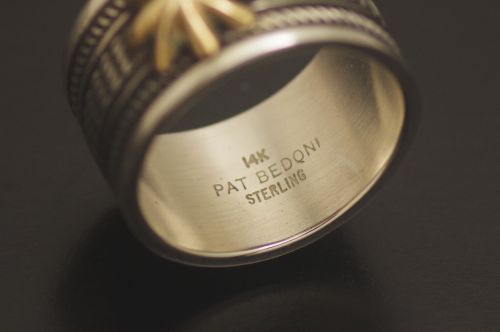 14K
PAT BEDONI
STERLING